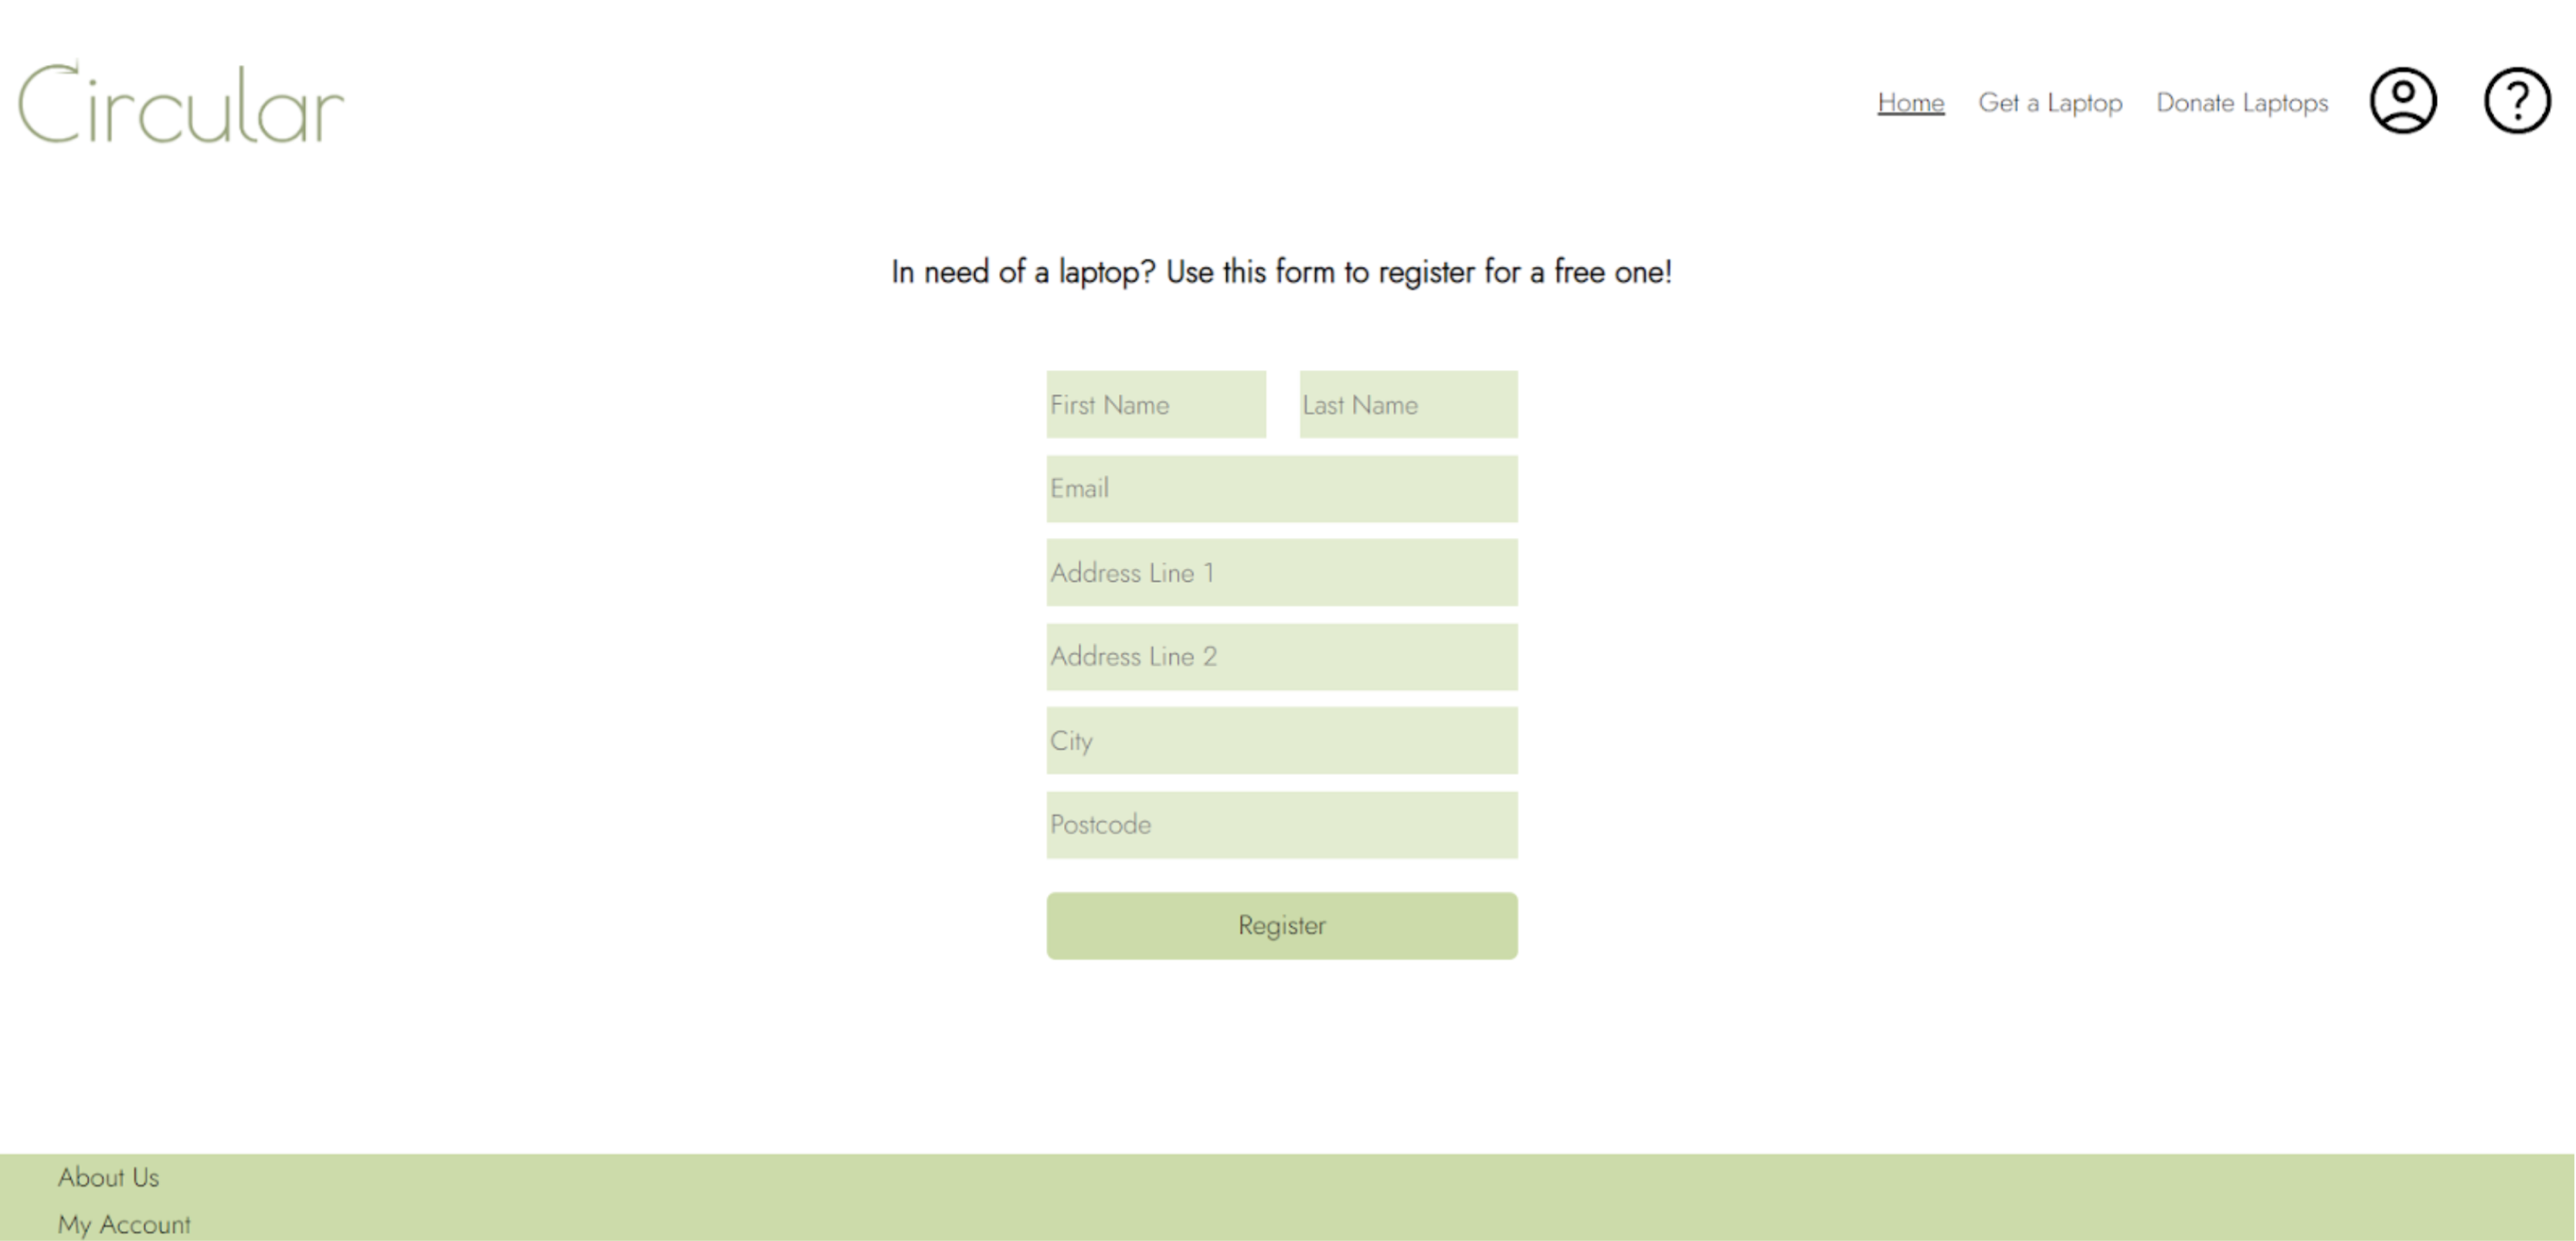 Circular
Home Get a Laptop Donate Laptops ?
In need of a laptop? Use this form to register for a free one!
First Name Last Name
Email
Address Line 1
Address Line 2
City
Postcode
Register
About Us
My Account